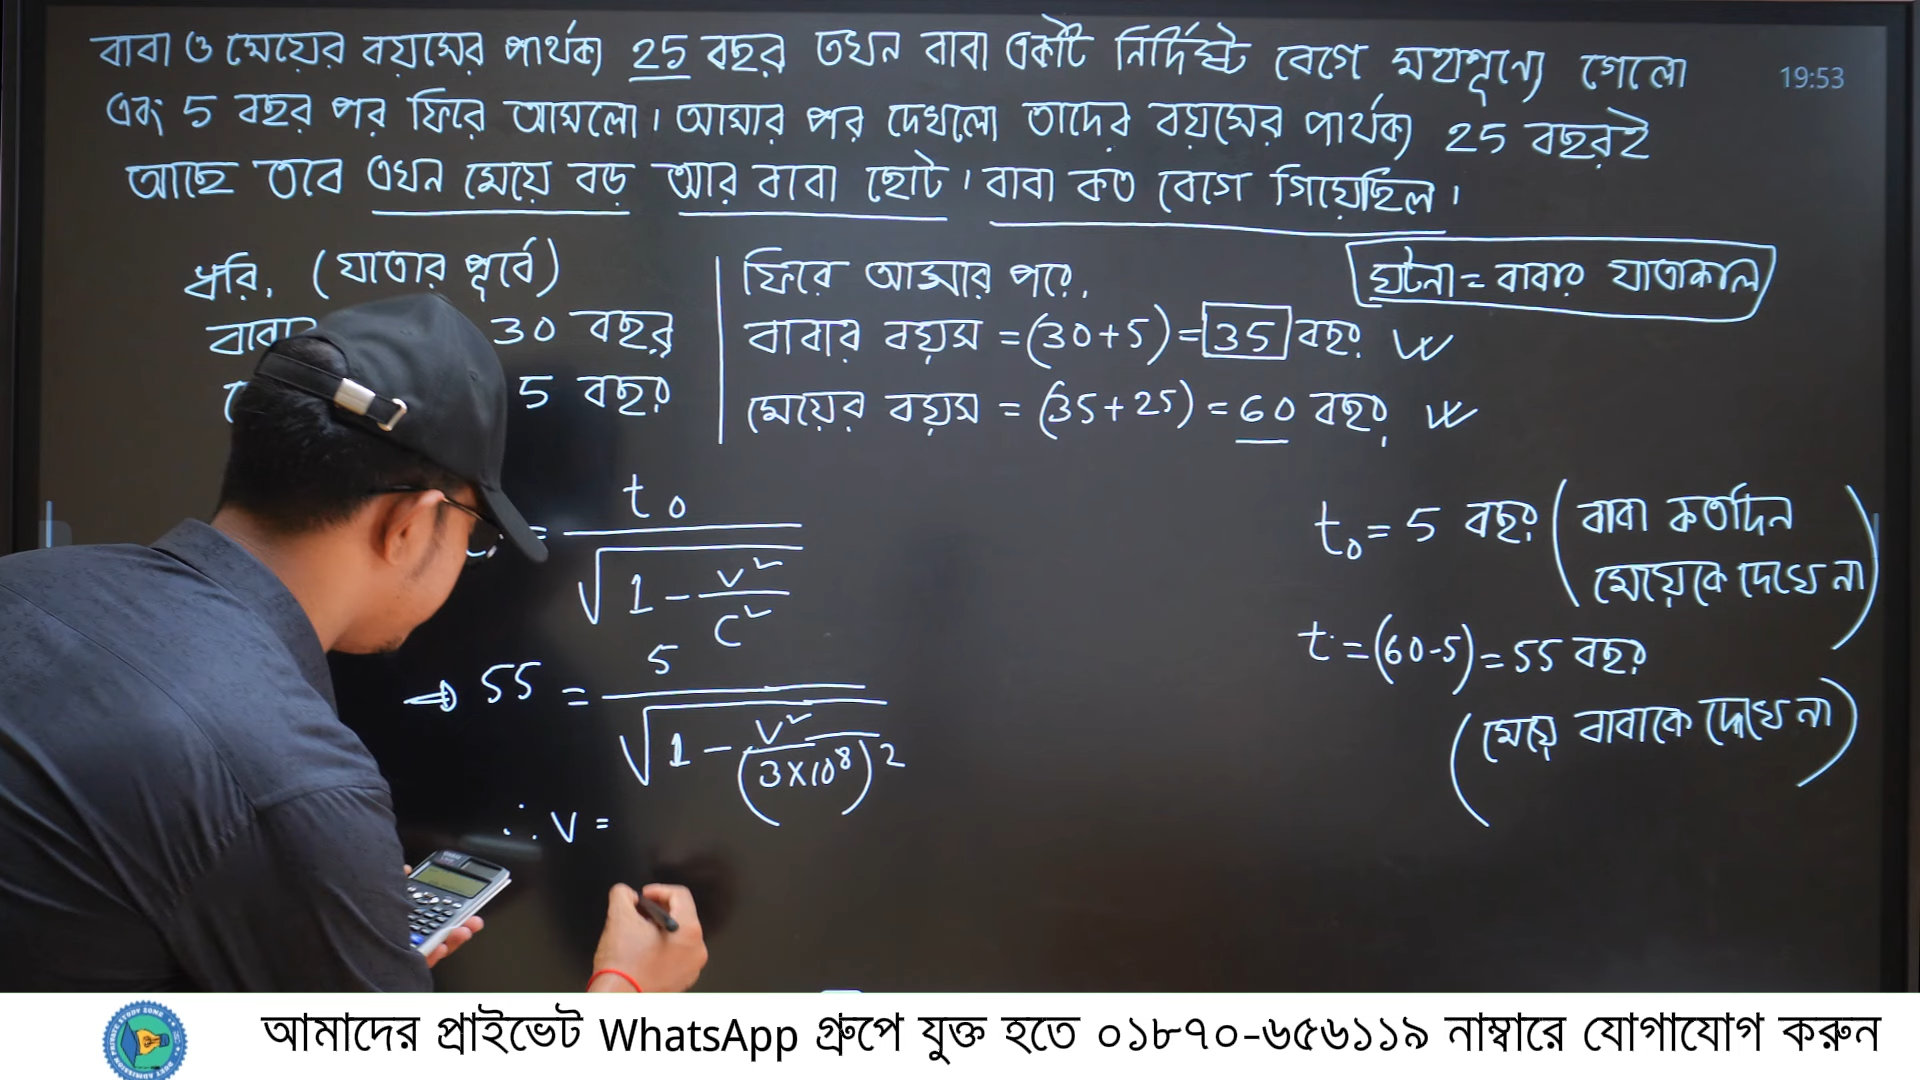 বাবা ও মেয়ের বয়সের পার্থক্য 25 বছর তখন বাবা একটি নির্দিষ্ট বেগে মহাশূণ্যে গেলো
19:53
এবং 5 বছর পর ফিরে আসলো। আসার পর দেখলো তাদের বয়সের পার্থক্য 25 বছরই
আছে তবে এখন মেয়ে বড় আর বাবা ছোট। বাবা কত বেগে গিয়েছিল।
ধরি, (যাত্রার পূর্বে)
30 বছর
5 বছর
ফিরে আসার পরে,
বাবার বয়স = (30+5) = 35 বছর
মেয়ের বয়স = (35+25) = 60 বছর
ঘটনা = বাবার যাত্রাকাল
= t₀ / √(1 - v²/c²)
⇒ 55 = 5 / √(1 - v²/(3×10⁸)²)
∴ v =
t₀ = 5 বছর (বাবা কতদিন
মেয়েকে দেখে না)
t = (60-5) = 55 বছর
(মেয়ে বাবাকে দেখে না)
আমাদের প্রাইভেট WhatsApp গ্রুপে যুক্ত হতে ০১৮৭০-৬৫৬১১৯ নাম্বারে যোগাযোগ করুন